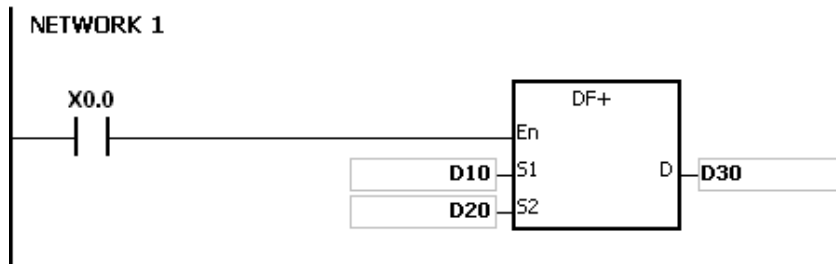 NETWORK 1
X0.0
DF+
En
D10 S1 D D30
D20 S2